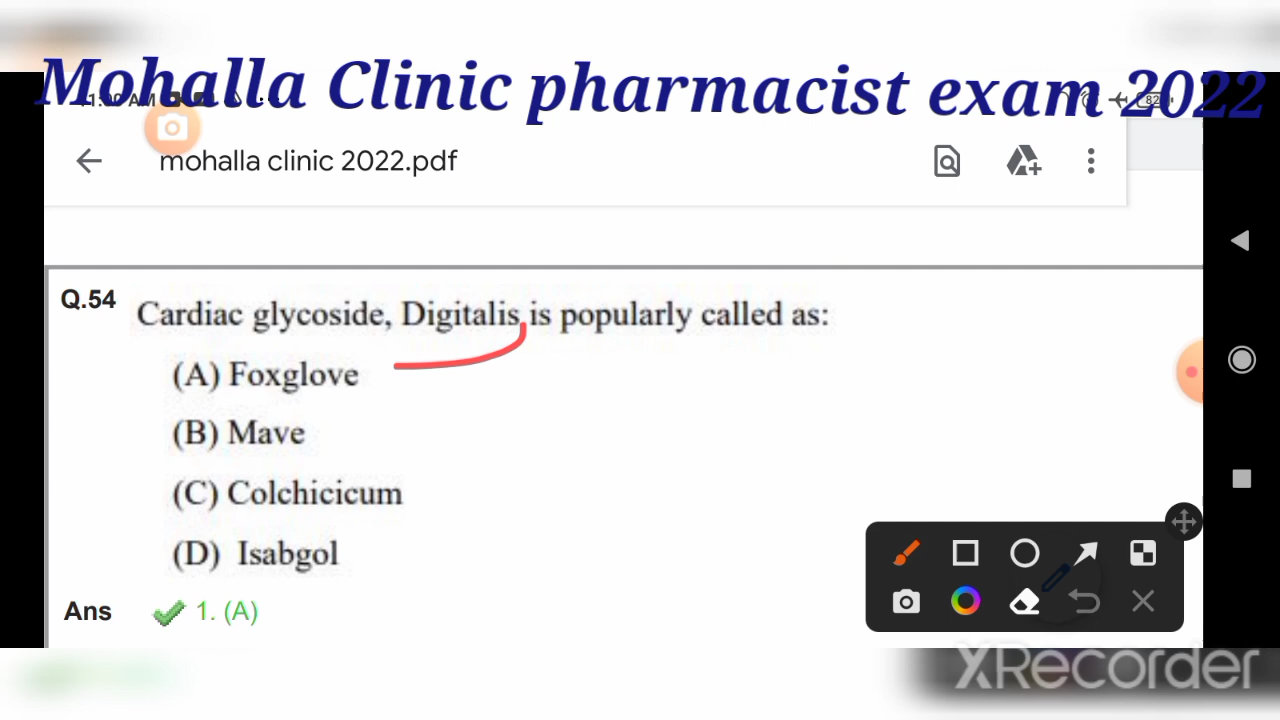 Mohalla Clinic pharmacist exam 2022
mohalla clinic 2022.pdf
Q.54 Cardiac glycoside, Digitalis is popularly called as:
(A) Foxglove
(B) Mave
(C) Colchicicum
(D) Isabgol
Ans 1. (A)
XRecorder